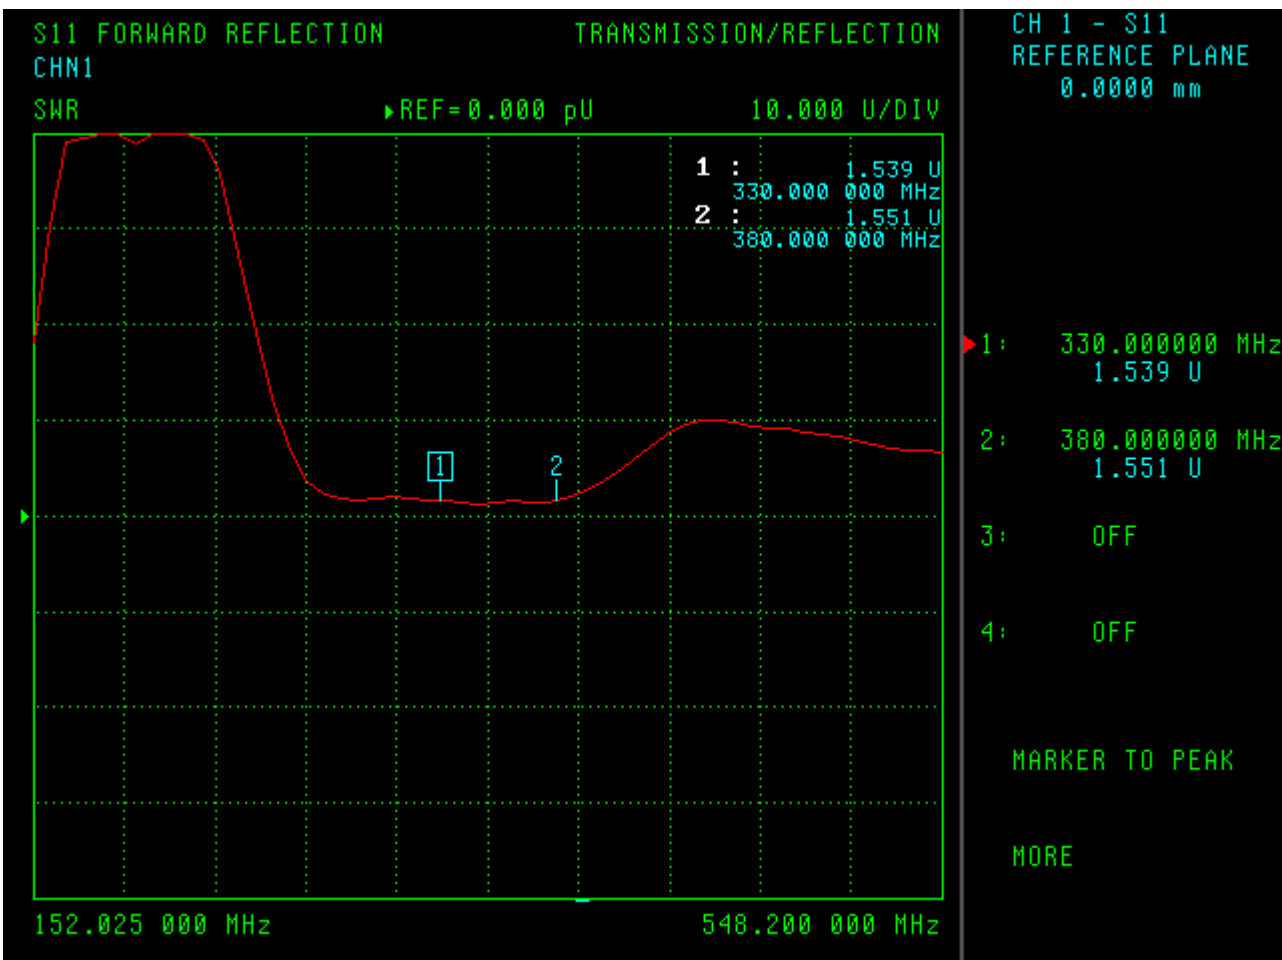 S11 FORWARD REFLECTION TRANSMISSION/REFLECTION
CHN1
SWR ▸REF=0.000 pU 10.000 U/DIV
1 : 1.539 U
330.000 000 MHz
2 : 1.551 U
380.000 000 MHz
1 2
152.025 000 MHz 548.200 000 MHz
CH 1 - S11
REFERENCE PLANE
0.0000 mm
1: 330.000000 MHz
1.539 U
2: 380.000000 MHz
1.551 U
3: OFF
4: OFF
MARKER TO PEAK
MORE